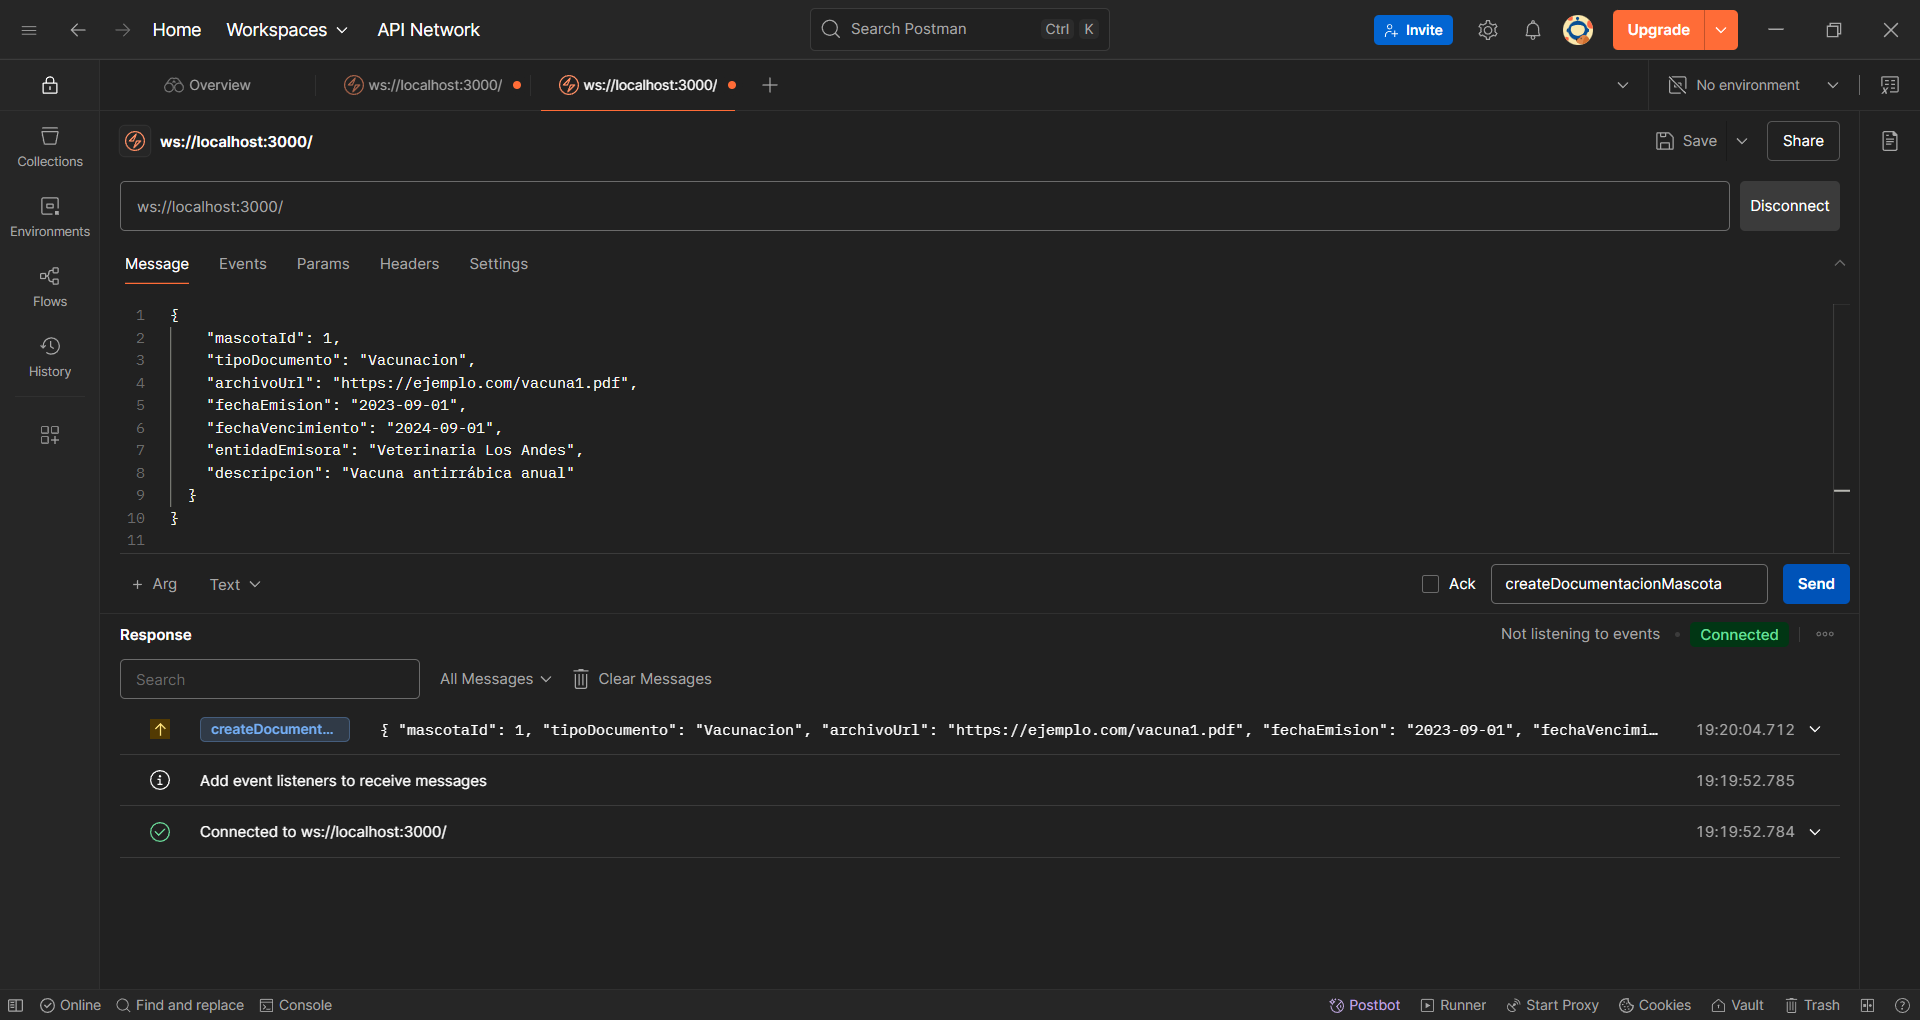 Home Workspaces API Network Search Postman Ctrl K Invite Upgrade
Overview ws://localhost:3000/ ws://localhost:3000/ No environment
ws://localhost:3000/ Save Share
Collections
Environments
Flows
History
ws://localhost:3000/ Disconnect
Message Events Params Headers Settings
1 {
2 "mascotaId": 1,
3 "tipoDocumento": "Vacunacion",
4 "archivoUrl": "https://ejemplo.com/vacuna1.pdf",
5 "fechaEmision": "2023-09-01",
6 "fechaVencimiento": "2024-09-01",
7 "entidadEmisora": "Veterinaria Los Andes",
8 "descripcion": "Vacuna antirrábica anual"
9 }
10 }
11
+ Arg Text Ack createDocumentacionMascota Send
Response Not listening to events Connected
Search All Messages Clear Messages
createDocument... { "mascotaId": 1, "tipoDocumento": "Vacunacion", "archivoUrl": "https://ejemplo.com/vacuna1.pdf", "fechaEmision": "2023-09-01", "fechaVencimi… 19:20:04.712
Add event listeners to receive messages 19:19:52.785
Connected to ws://localhost:3000/ 19:19:52.784
Online Find and replace Console Postbot Runner Start Proxy Cookies Vault Trash